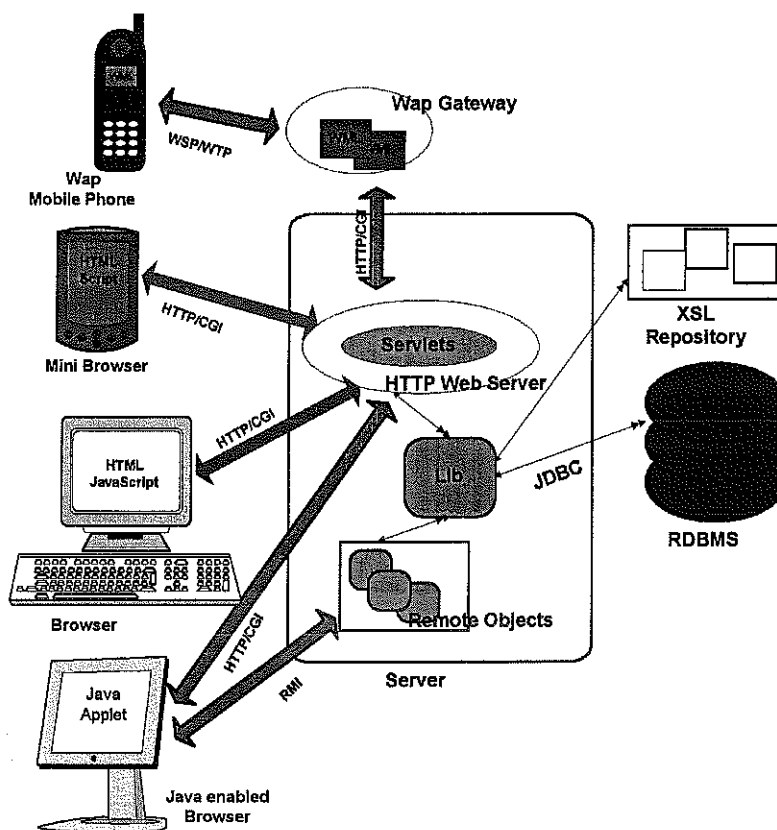 Wap Gateway
WSP/WTP
Wap
Mobile Phone
HTTP/CGI
HTML
Script
HTTP/CGI
Mini Browser
Servlets
HTTP Web Server
XSL
Repository
HTTP/CGI
HTML
JavaScript
Lib
JDBC
RDBMS
Browser
HTTP/CGI
Remote Objects
RMI
Server
Java
Applet
Java enabled
Browser